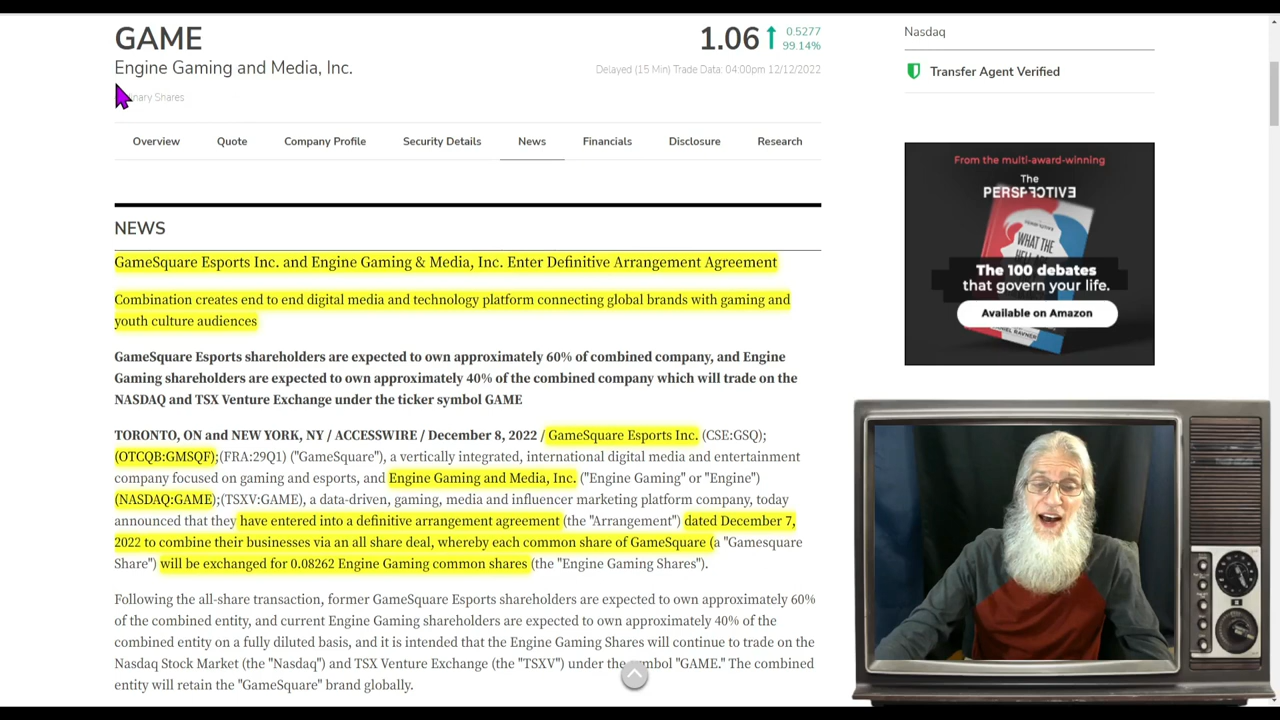 GAME
Engine Gaming and Media, Inc.
inary Shares
1.06
0.5277
99.14%
Delayed (15 Min) Trade Data: 04:00pm 12/12/2022
Overview Quote Company Profile Security Details News Financials Disclosure Research
NEWS
GameSquare Esports Inc. and Engine Gaming & Media, Inc. Enter Definitive Arrangement Agreement
Combination creates end to end digital media and technology platform connecting global brands with gaming and
youth culture audiences
GameSquare Esports shareholders are expected to own approximately 60% of combined company, and Engine
Gaming shareholders are expected to own approximately 40% of the combined company which will trade on the
NASDAQ and TSX Venture Exchange under the ticker symbol GAME
TORONTO, ON and NEW YORK, NY / ACCESSWIRE / December 8, 2022 / GameSquare Esports Inc. (CSE:GSQ);
(OTCQB:GMSQF);(FRA:29Q1) ("GameSquare"), a vertically integrated, international digital media and entertainment
company focused on gaming and esports, and Engine Gaming and Media, Inc. ("Engine Gaming" or "Engine")
(NASDAQ:GAME);(TSXV:GAME), a data-driven, gaming, media and influencer marketing platform company, today
announced that they have entered into a definitive arrangement agreement (the "Arrangement") dated December 7,
2022 to combine their businesses via an all share deal, whereby each common share of GameSquare (a "Gamesquare
Share") will be exchanged for 0.08262 Engine Gaming common shares (the "Engine Gaming Shares").
Following the all-share transaction, former GameSquare Esports shareholders are expected to own approximately 60%
of the combined entity, and current Engine Gaming shareholders are expected to own approximately 40% of the
combined entity on a fully diluted basis, and it is intended that the Engine Gaming Shares will continue to trade on the
Nasdaq Stock Market (the "Nasdaq") and TSX Venture Exchange (the "TSXV") under the symbol "GAME." The combined
entity will retain the "GameSquare" brand globally.
Nasdaq
Transfer Agent Verified
From the multi-award-winning
The
PERSPECTIVE
WHAT THE
The 100 debates
that govern your life.
Available on Amazon